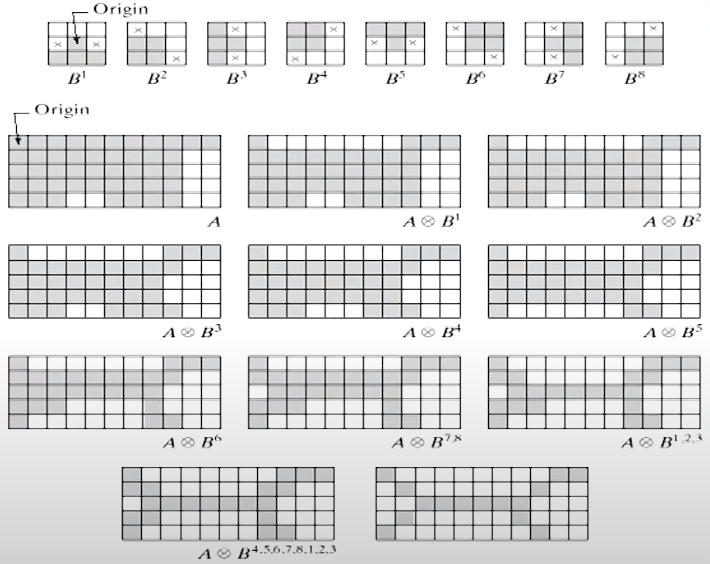 Origin
B¹ B² B³ B⁴ B⁵ B⁶ B⁷ B⁸
Origin
A A ⊗ B¹ A ⊗ B²
A ⊗ B³ A ⊗ B⁴ A ⊗ B⁵
A ⊗ B⁶ A ⊗ B⁷,⁸ A ⊗ B¹,²,³
A ⊗ B⁴,⁵,⁶,⁷,⁸,¹,²,³